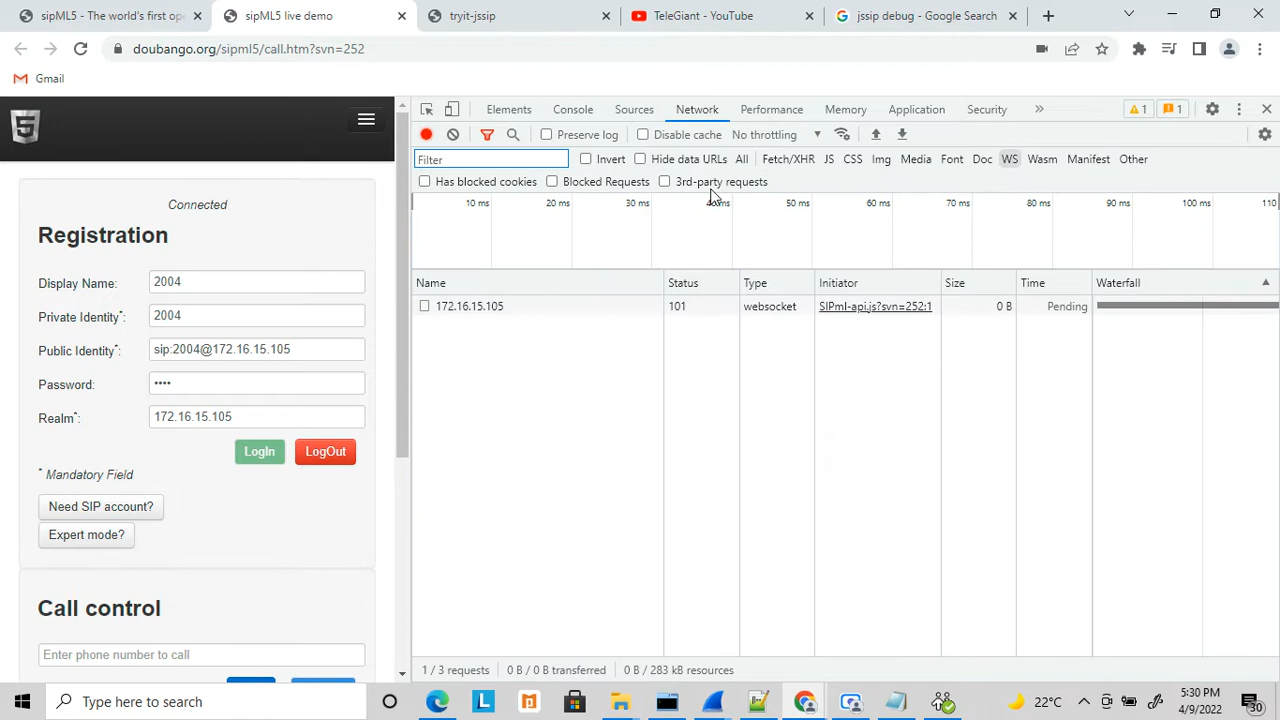 sipML5 - The world's first ope
sipML5 live demo
tryit-jssip
TeleGiant - YouTube
jssip debug - Google Search
doubango.org/sipml5/call.htm?svn=252
Gmail
Connected
Registration
Display Name: 2004
Private Identity*: 2004
Public Identity*: sip:2004@172.16.15.105
Password: ••••
Realm*: 172.16.15.105
LogIn LogOut
* Mandatory Field
Need SIP account?
Expert mode?
Call control
Enter phone number to call
Elements Console Sources Network Performance Memory Application Security » 1 1
Preserve log Disable cache No throttling
Filter Invert Hide data URLs All Fetch/XHR JS CSS Img Media Font Doc WS Wasm Manifest Other
Has blocked cookies Blocked Requests 3rd-party requests
10 ms 20 ms 30 ms 40 ms 50 ms 60 ms 70 ms 80 ms 90 ms 100 ms 110
Name Status Type Initiator Size Time Waterfall
172.16.15.105 101 websocket SIPml-api.js?svn=252:1 0 B Pending
1 / 3 requests 0 B / 0 B transferred 0 B / 283 kB resources
Type here to search
22°C
5:30 PM
4/9/2022
30